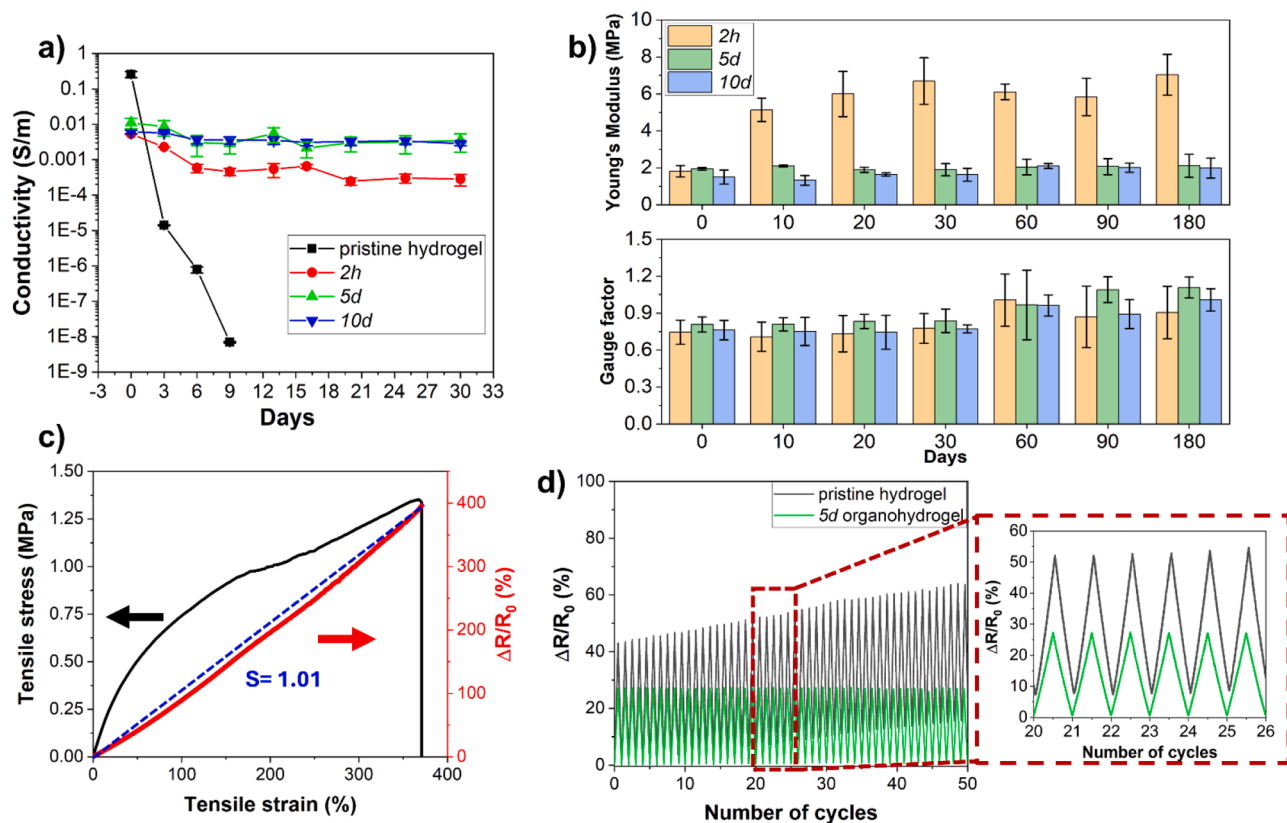 a)
Conductivity (S/m)
1
0.1
0.01
0.001
1E-4
1E-5
1E-6
1E-7
1E-8
1E-9
pristine hydrogel
2h
5d
10d
-3 0 3 6 9 12 15 18 21 24 27 30 33
Days
b)
Young's Modulus (MPa)
10
8
6
4
2
0
2h
5d
10d
0 10 20 30 60 90 180
Gauge factor
1.5
1.2
0.9
0.6
0.3
0.0
0 10 20 30 60 90 180
Days
c)
Tensile stress (MPa)
1.50
1.25
1.00
0.75
0.50
0.25
0.00
S= 1.01
400
300
200
100
0
ΔR/R0 (%)
0 100 200 300 400
Tensile strain (%)
d)
ΔR/R0 (%)
100
80
60
40
20
0
pristine hydrogel
5d organohydrogel
0 10 20 30 40 50
Number of cycles
ΔR/R0 (%)
60
50
40
30
20
10
0
20 21 22 23 24 25 26
Number of cycles